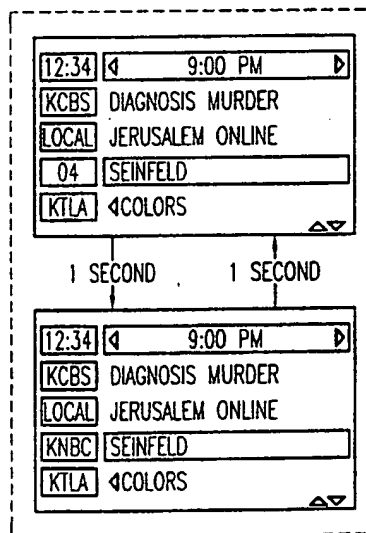 12:34 9:00 PM
KCBS DIAGNOSIS MURDER
LOCAL JERUSALEM ONLINE
04 SEINFELD
KTLA COLORS
1 SECOND 1 SECOND
12:34 9:00 PM
KCBS DIAGNOSIS MURDER
LOCAL JERUSALEM ONLINE
KNBC SEINFELD
KTLA COLORS